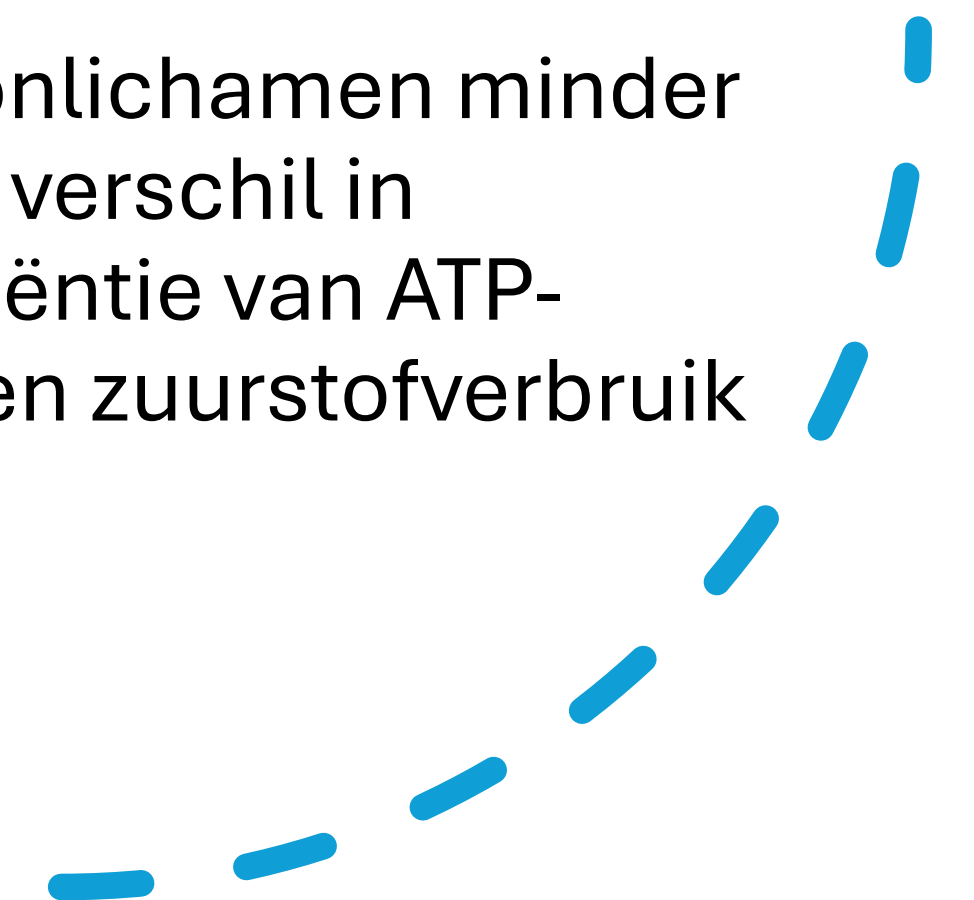 onlichamen minder
verschil in
ëntie van ATP-
en zuurstofverbruik